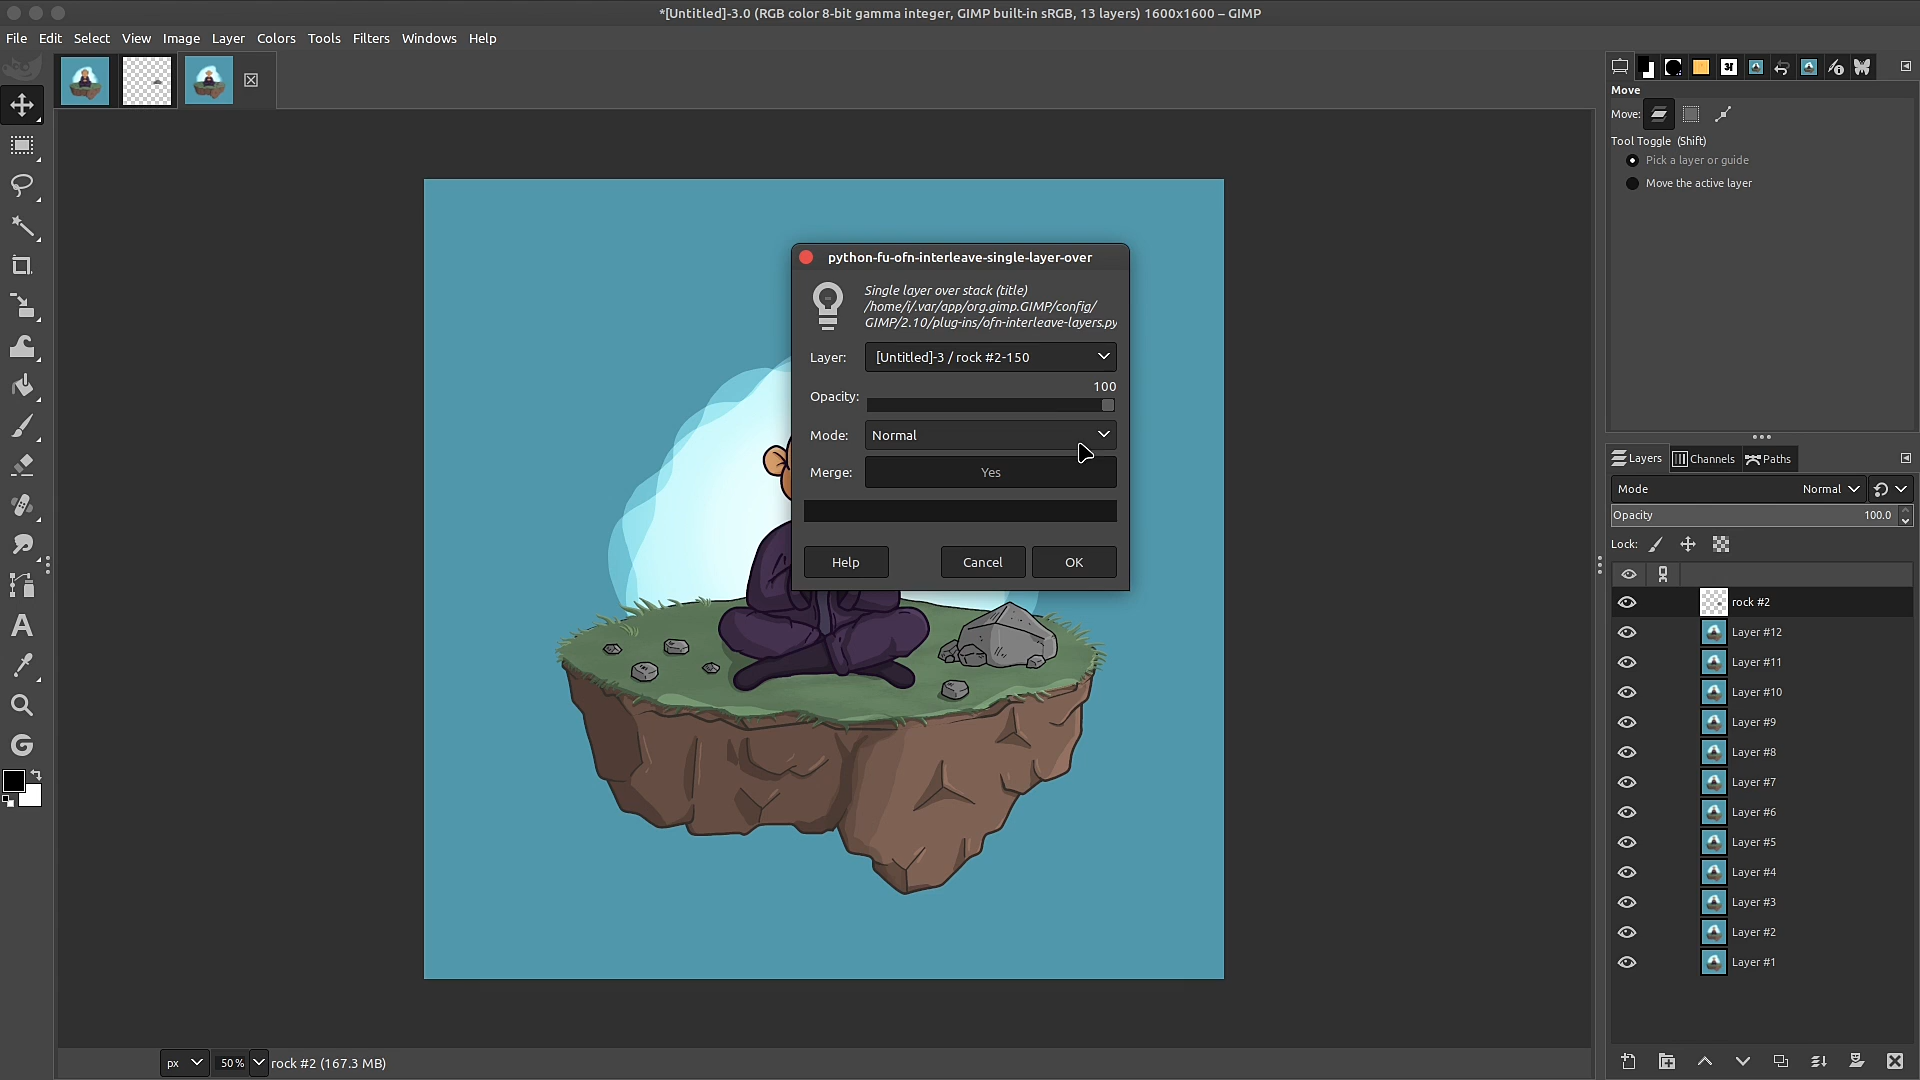 *[Untitled]-3.0 (RGB color 8-bit gamma integer, GIMP built-in sRGB, 13 layers) 1600x1600 – GIMP
File Edit Select View Image Layer Colors Tools Filters Windows Help
Move
Move:
Tool Toggle (Shift)
Pick a layer or guide
Move the active layer
python-fu-ofn-interleave-single-layer-over
Single layer over stack (title)
/home/i/.var/app/org.gimp.GIMP/config/
GIMP/2.10/plug-ins/ofn-interleave-layers.py
Layer: [Untitled]-3 / rock #2-150
100
Opacity:
Mode: Normal
Merge: Yes
Help Cancel OK
Layers Channels Paths
Mode Normal
Opacity 100.0
Lock:
rock #2
Layer #12
Layer #11
Layer #10
Layer #9
Layer #8
Layer #7
Layer #6
Layer #5
Layer #4
Layer #3
Layer #2
Layer #1
px 50% rock #2 (167.3 MB)